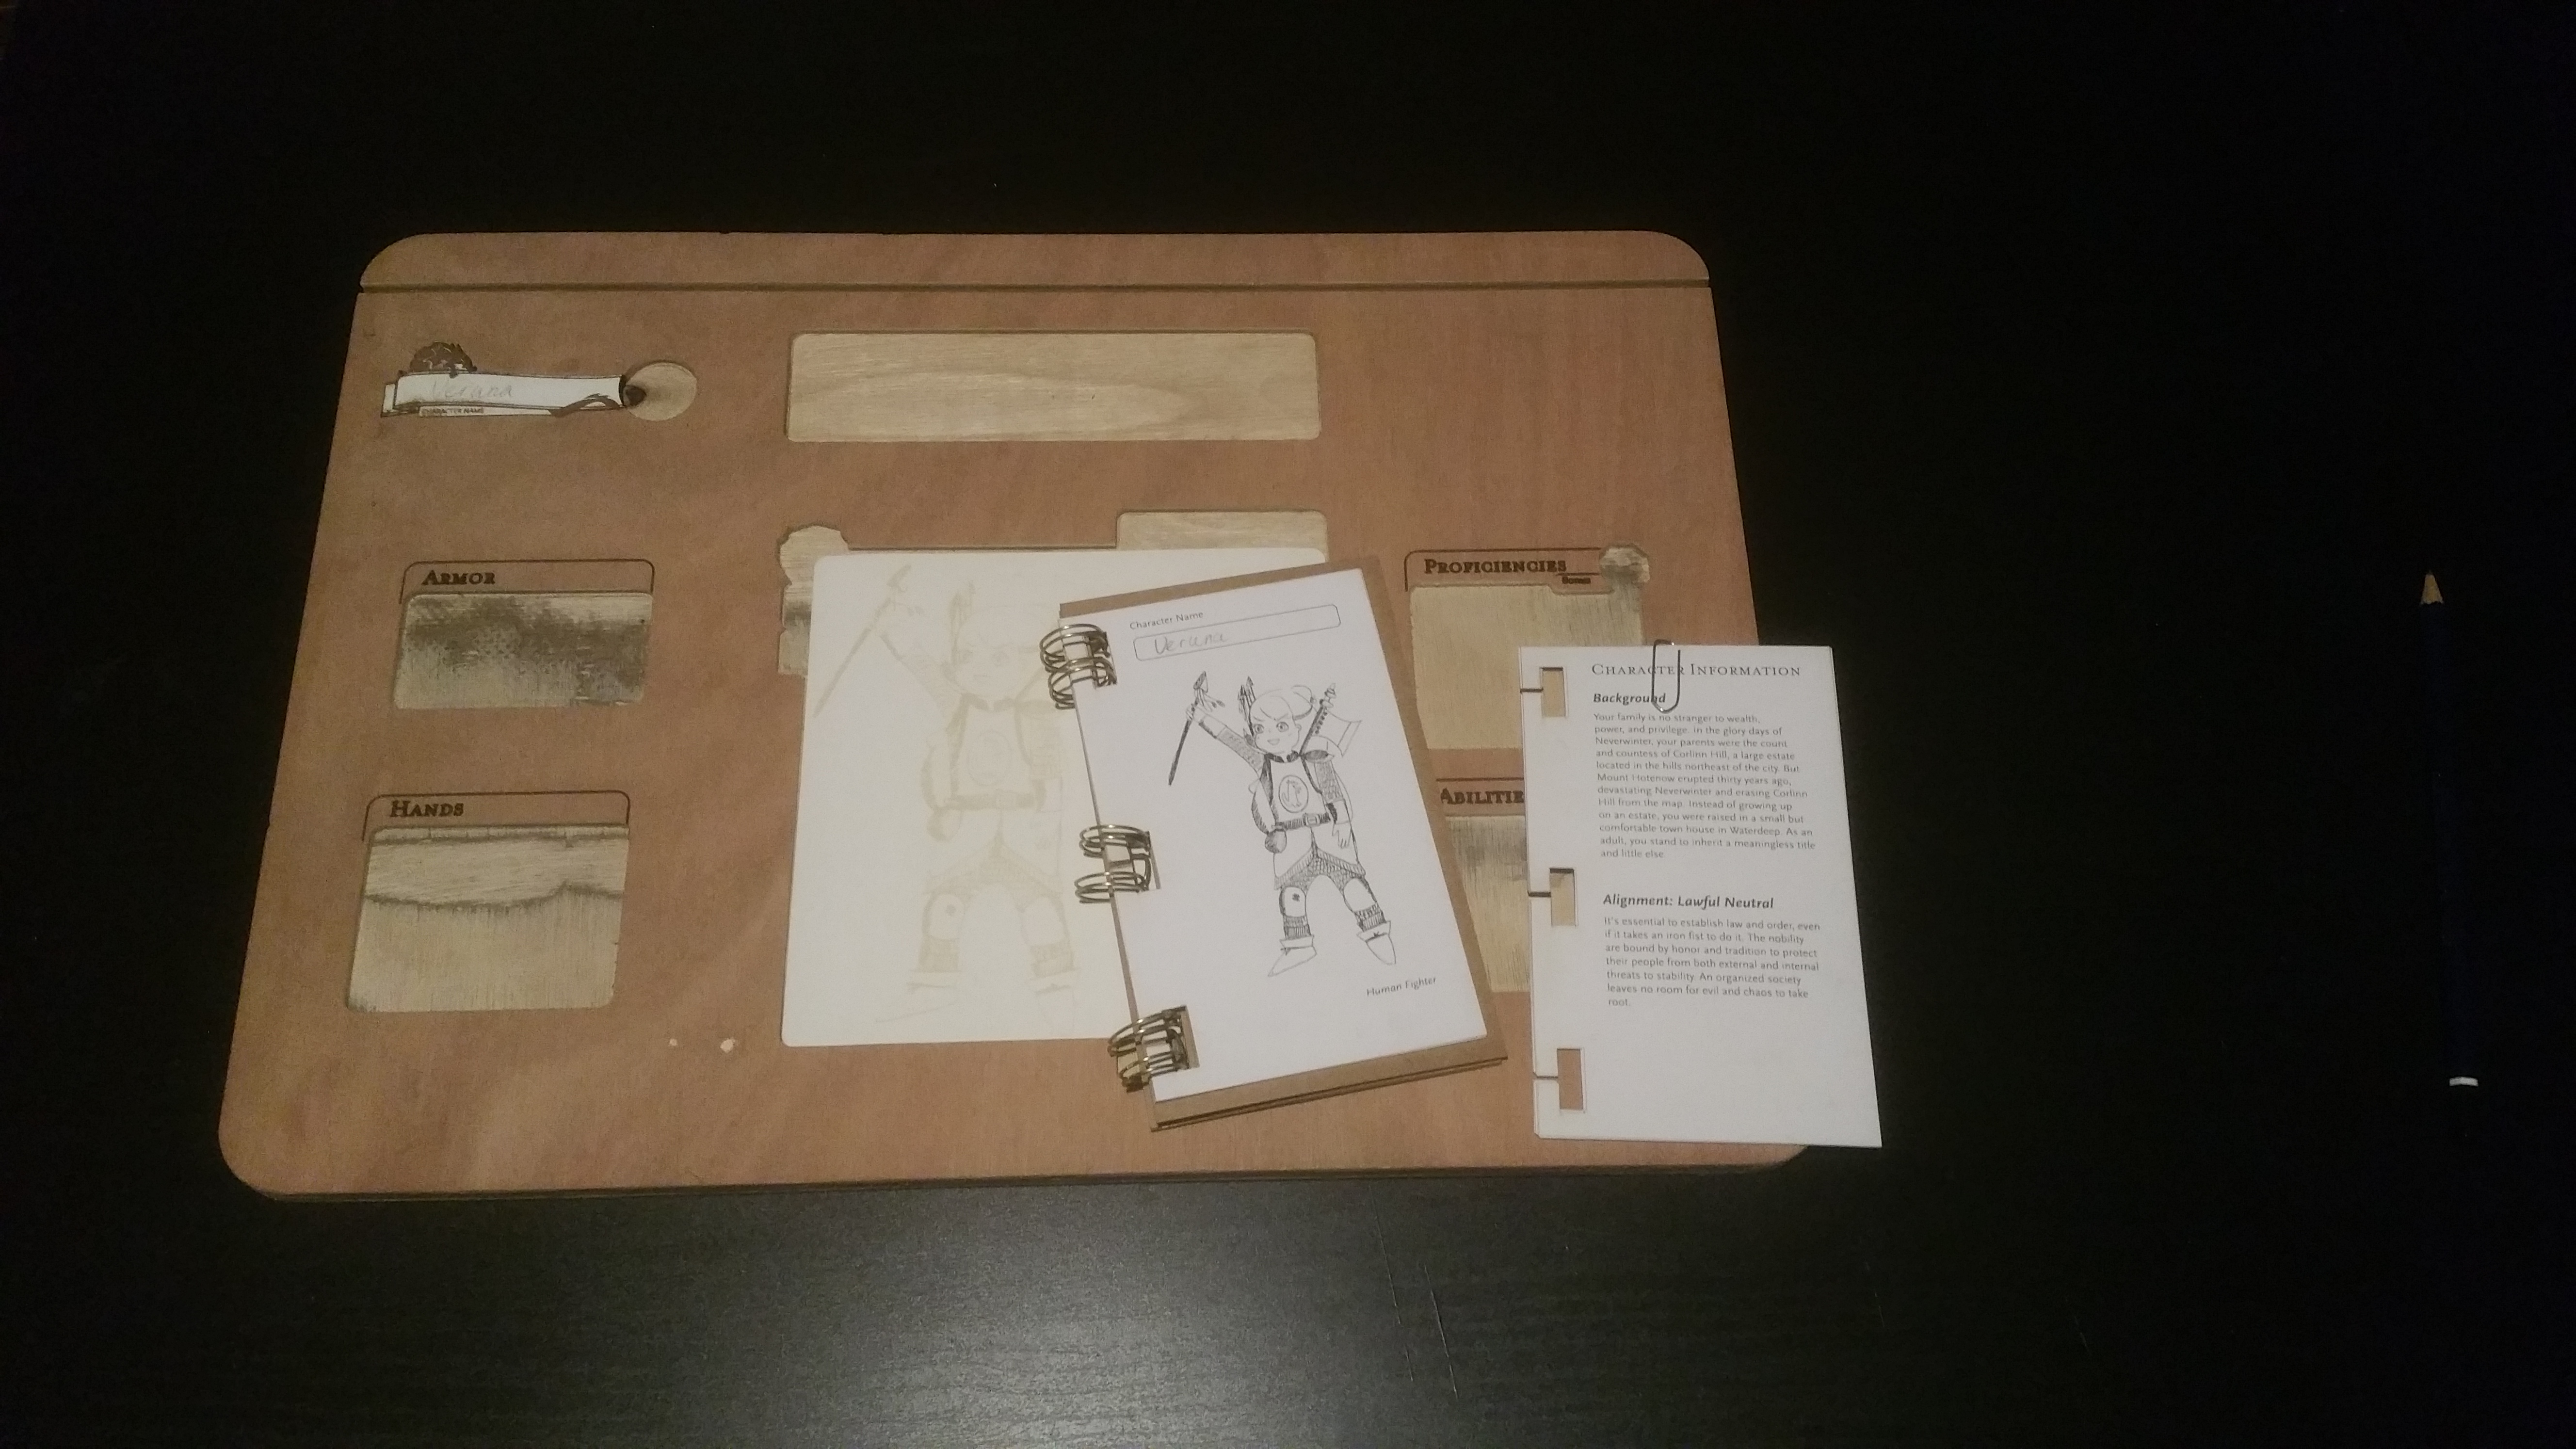 Veruna
CHARACTER NAME
ARMOR
HANDS
PROFICIENCIES
Bonus
ABILITIE
Character Name
Veruna
Human Fighter
CHARACTER INFORMATION
Background
Your family is no stranger to wealth,
power, and privilege. In the glory days of
Neverwinter, your parents were the count
and countess of Corlinn Hill, a large estate
located in the hills northeast of the city. But
Mount Hotenow erupted thirty years ago,
devastating Neverwinter and erasing Corlinn
Hill from the map. Instead of growing up
on an estate, you were raised in a small but
comfortable town house in Waterdeep. As an
adult, you stand to inherit a meaningless title
and little else.
Alignment: Lawful Neutral
It's essential to establish law and order, even
if it takes an iron fist to do it. The nobility
are bound by honor and tradition to protect
their people from both external and internal
threats to stability. An organized society
leaves no room for evil and chaos to take
root.